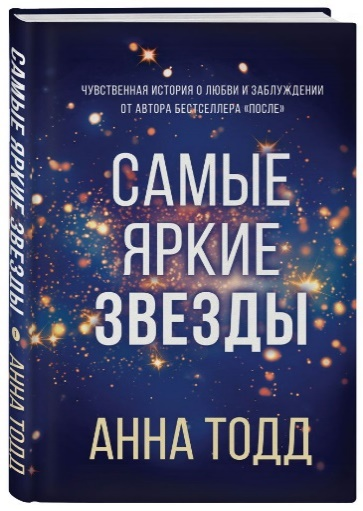 ЧУВСТВЕННАЯ ИСТОРИЯ О ЛЮБВИ И ЗАБЛУЖДЕНИИ
ОТ АВТОРА БЕСТСЕЛЛЕРА «ПОСЛЕ»
САМЫЕ
ЯРКИЕ
ЗВЕЗДЫ
АННА ТОДД
САМЫЕ ЯРКИЕ ЗВЕЗДЫ АННА ТОДД